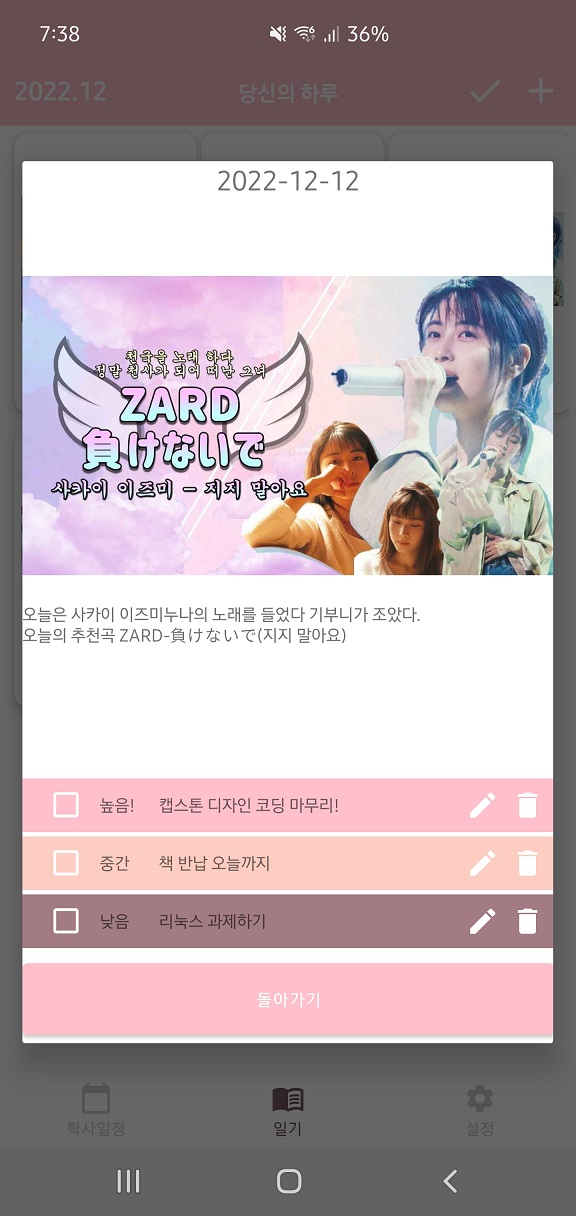 7:38 36%
2022.12 당신의 하루
2022-12-12
천국을 노래 하다
정말 천사가 되어 떠난 그녀
ZARD
負けないで
사카이 이즈미 - 지지 말아요
오늘은 사카이 이즈미누나의 노래를 들었다 기부니가 조았다.
오늘의 추천곡 ZARD-負けないで(지지 말아요)
높음! 캡스톤 디자인 코딩 마무리!
중간 책 반납 오늘까지
낮음 리눅스 과제하기
돌아가기
학사일정 일기 설정